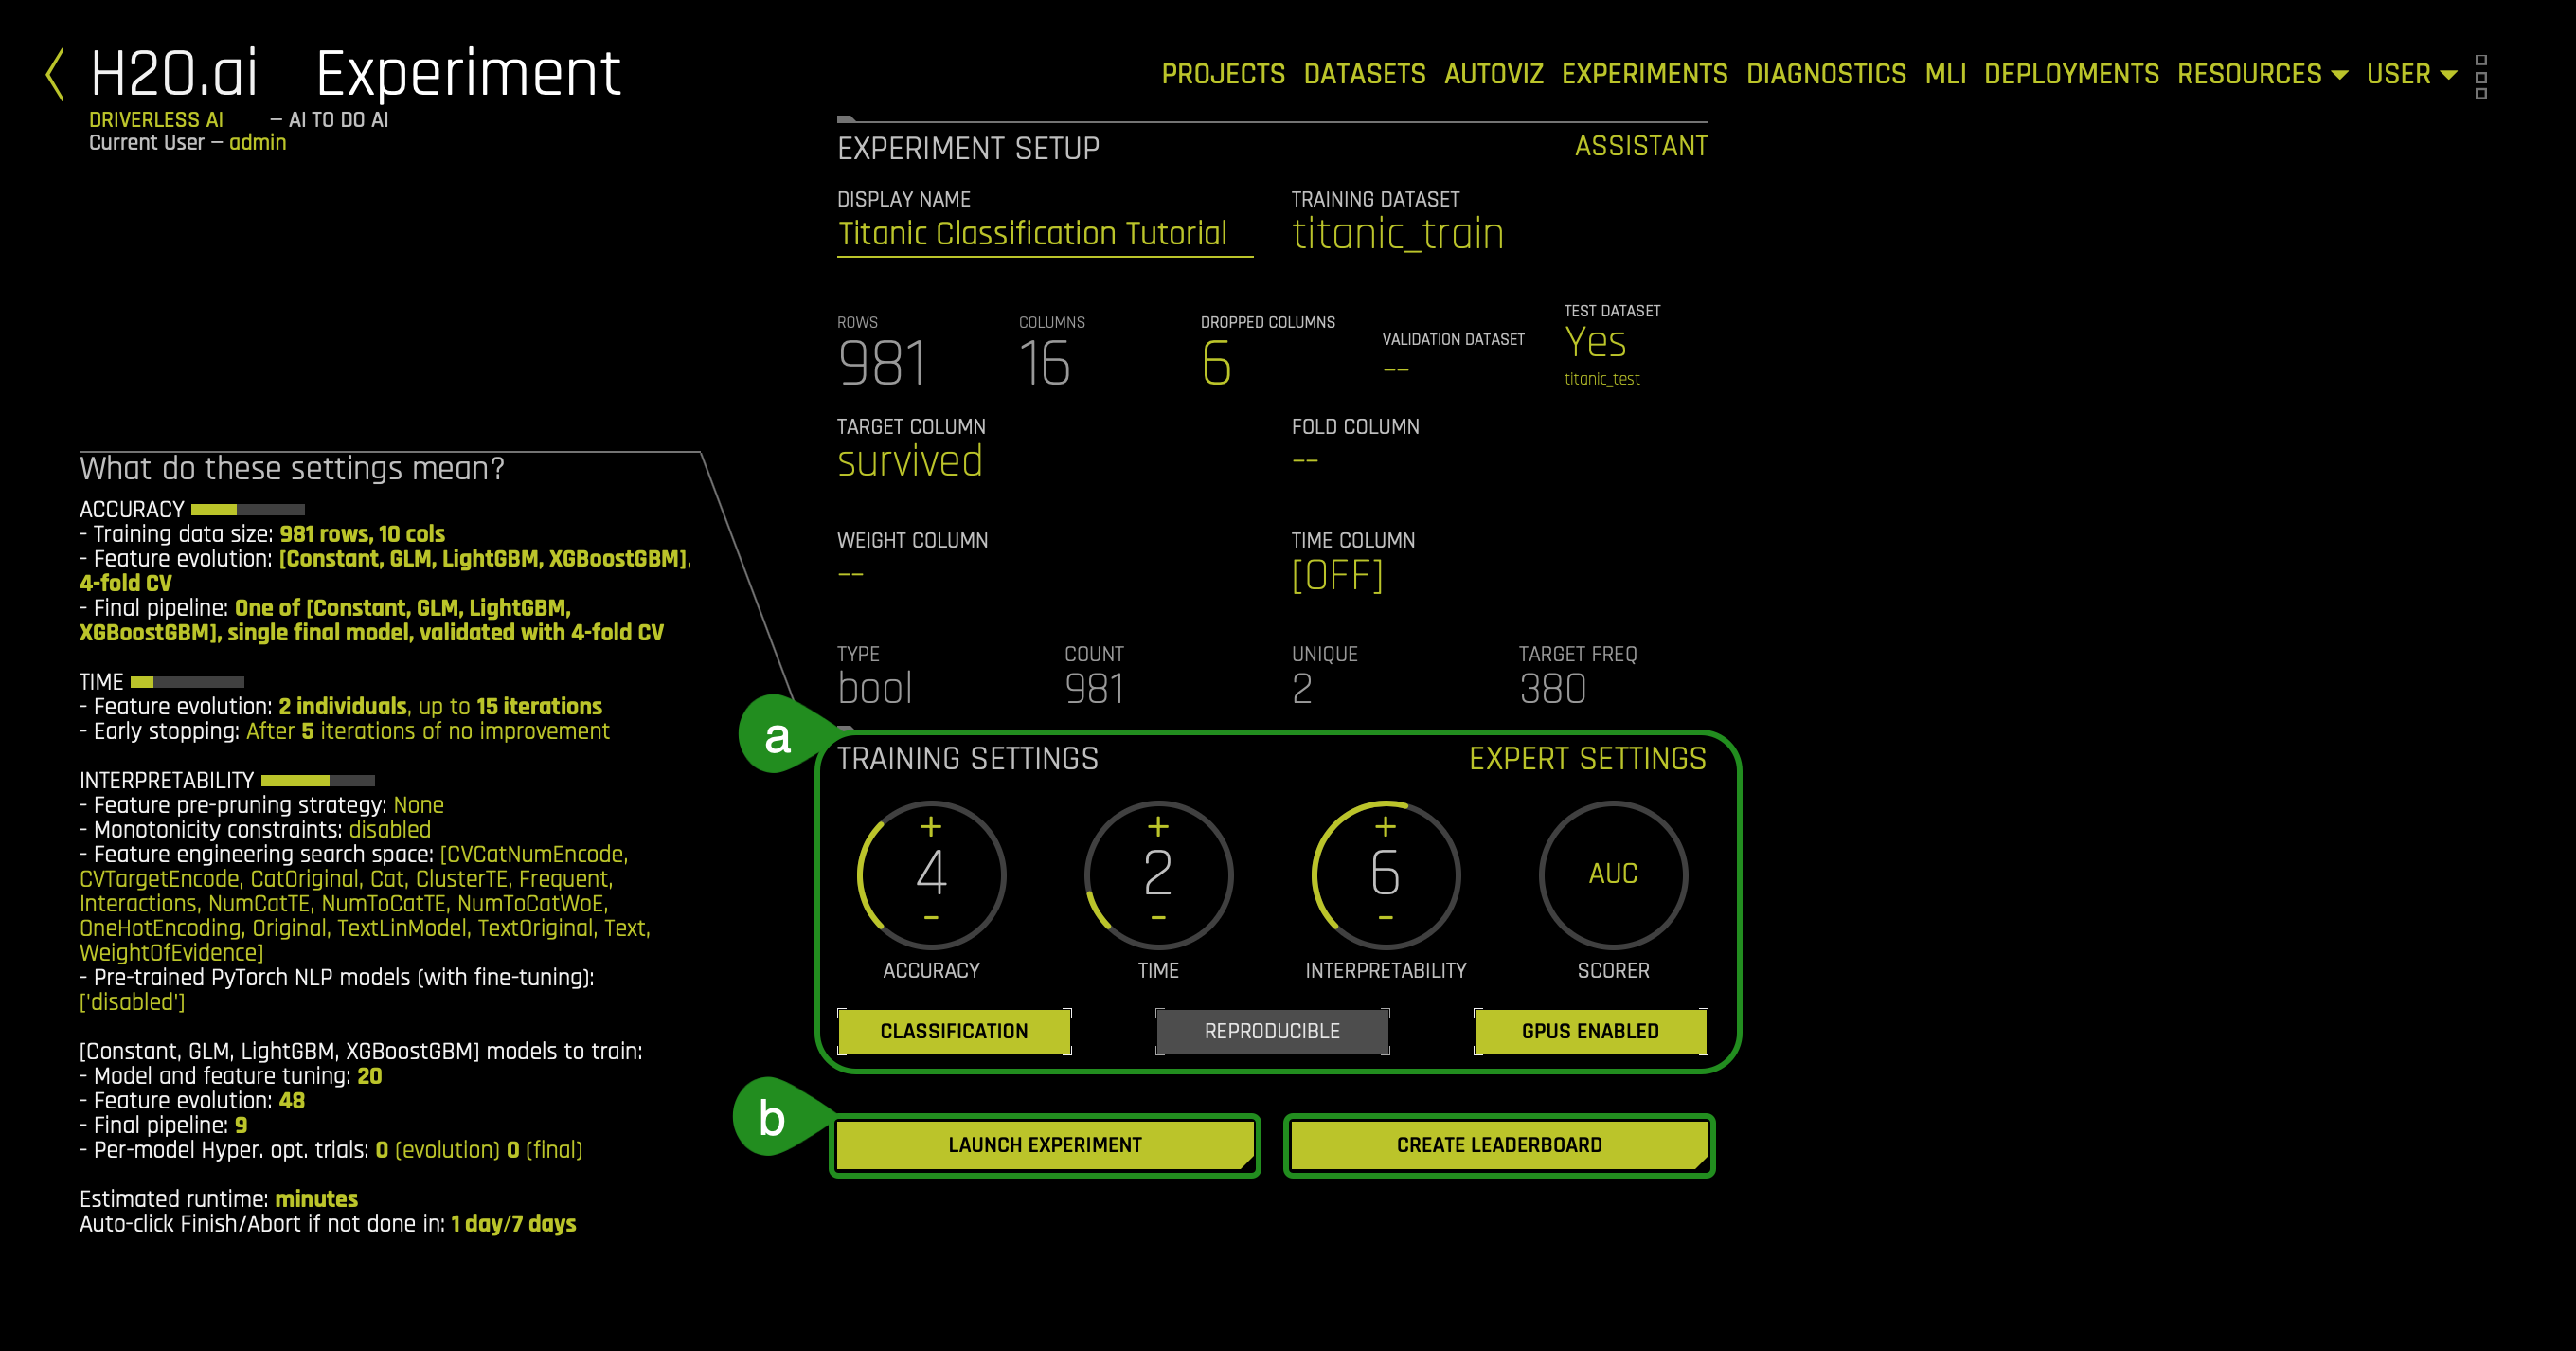 H2O.ai Experiment
DRIVERLESS AI — AI TO DO AI
Current User — admin
PROJECTS DATASETS AUTOVIZ EXPERIMENTS DIAGNOSTICS MLI DEPLOYMENTS RESOURCES USER
What do these settings mean?
ACCURACY
- Training data size: 981 rows, 10 cols
- Feature evolution: [Constant, GLM, LightGBM, XGBoostGBM],
4-fold CV
- Final pipeline: One of [Constant, GLM, LightGBM,
XGBoostGBM], single final model, validated with 4-fold CV
TIME
- Feature evolution: 2 individuals, up to 15 iterations
- Early stopping: After 5 iterations of no improvement
INTERPRETABILITY
- Feature pre-pruning strategy: None
- Monotonicity constraints: disabled
- Feature engineering search space: [CVCatNumEncode,
CVTargetEncode, CatOriginal, Cat, ClusterTE, Frequent,
Interactions, NumCatTE, NumToCatTE, NumToCatWoE,
OneHotEncoding, Original, TextLinModel, TextOriginal, Text,
WeightOfEvidence]
- Pre-trained PyTorch NLP models (with fine-tuning):
['disabled']
[Constant, GLM, LightGBM, XGBoostGBM] models to train:
- Model and feature tuning: 20
- Feature evolution: 48
- Final pipeline: 9
- Per-model Hyper. opt. trials: 0 (evolution) 0 (final)
Estimated runtime: minutes
Auto-click Finish/Abort if not done in: 1 day/7 days
EXPERIMENT SETUP ASSISTANT
DISPLAY NAME TRAINING DATASET
Titanic Classification Tutorial titanic_train
ROWS COLUMNS DROPPED COLUMNS VALIDATION DATASET TEST DATASET
981 16 6 -- Yes
titanic_test
TARGET COLUMN FOLD COLUMN
survived --
WEIGHT COLUMN TIME COLUMN
-- [OFF]
TYPE COUNT UNIQUE TARGET FREQ
bool 981 2 380
a
TRAINING SETTINGS EXPERT SETTINGS
+ + +
4 2 6 AUC
- - -
ACCURACY TIME INTERPRETABILITY SCORER
CLASSIFICATION REPRODUCIBLE GPUS ENABLED
b
LAUNCH EXPERIMENT CREATE LEADERBOARD